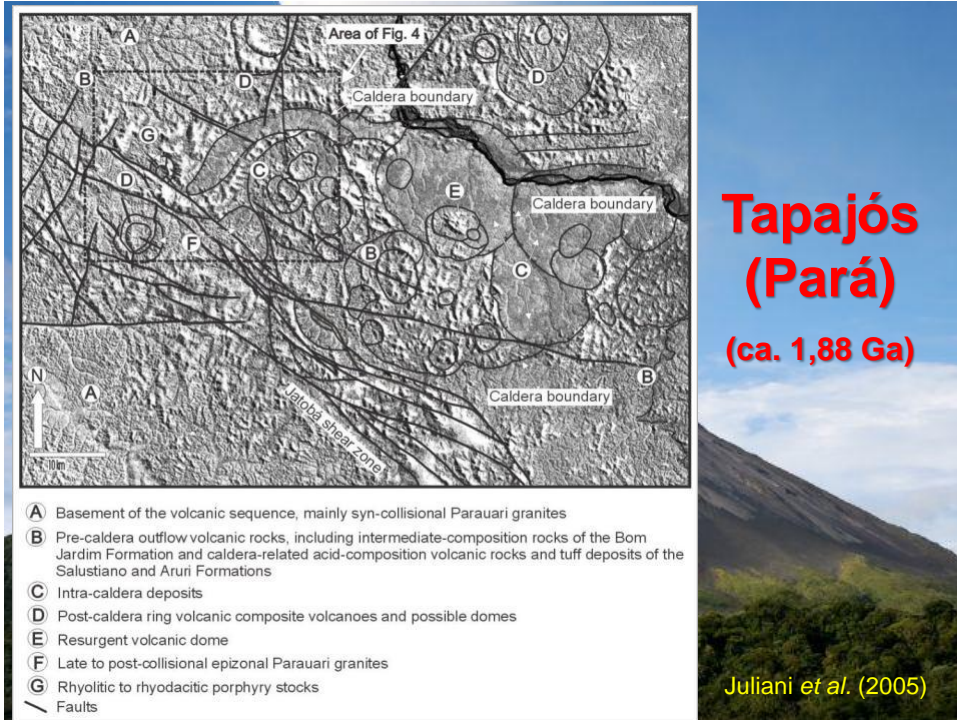 A
Area of Fig. 4
B
D
D
Caldera boundary
G
C
D
E
Caldera boundary
F
B
C
N
A
B
Caldera boundary
Jatobá shear zone
10 km
A Basement of the volcanic sequence, mainly syn-collisional Parauari granites
B Pre-caldera outflow volcanic rocks, including intermediate-composition rocks of the Bom
Jardim Formation and caldera-related acid-composition volcanic rocks and tuff deposits of the
Salustiano and Aruri Formations
C Intra-caldera deposits
D Post-caldera ring volcanic composite volcanoes and possible domes
E Resurgent volcanic dome
F Late to post-collisional epizonal Parauari granites
G Rhyolitic to rhyodacitic porphyry stocks
Faults
Tapajós
(Pará)
(ca. 1,88 Ga)
Juliani et al. (2005)